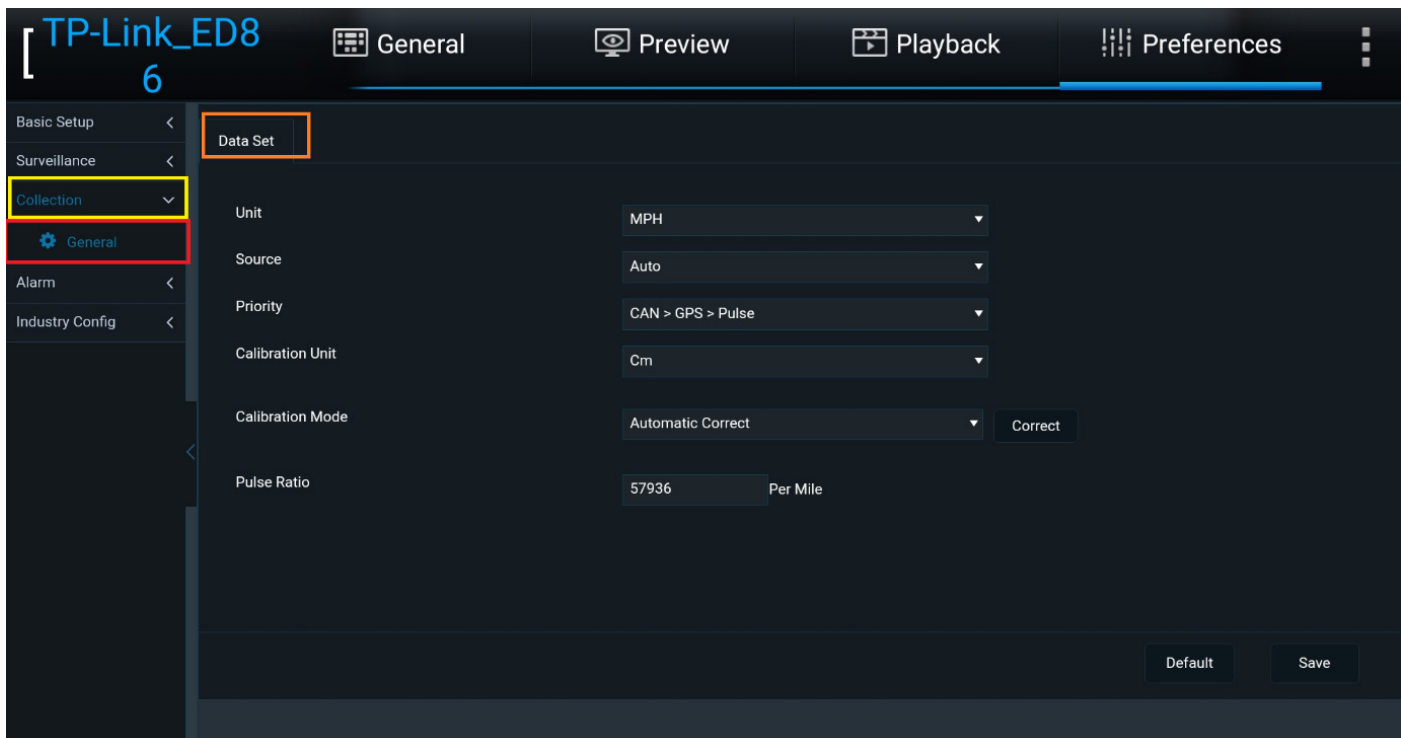 [ TP-Link_ED8
6
General
Preview
Playback
Preferences
Basic Setup
Surveillance
Collection
General
Alarm
Industry Config
Data Set
Unit
MPH
Source
Auto
Priority
CAN > GPS > Pulse
Calibration Unit
Cm
Calibration Mode
Automatic Correct
Correct
Pulse Ratio
57936
Per Mile
Default
Save